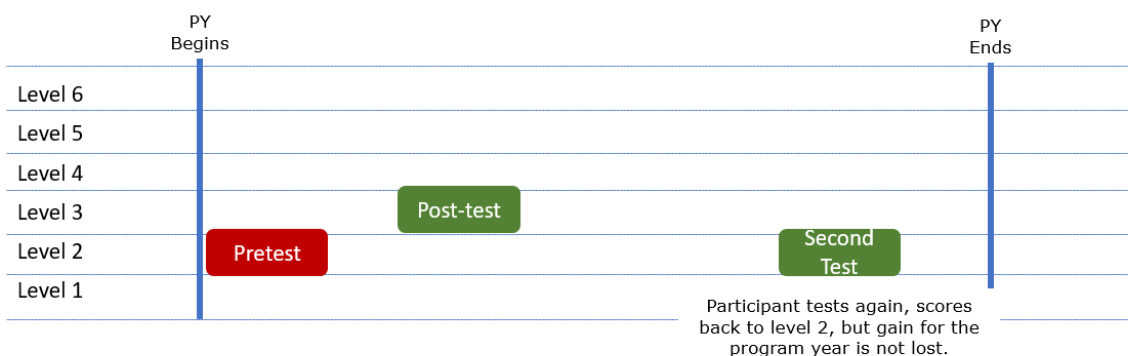 PY
Begins
PY
Ends
Level 6
Level 5
Level 4
Level 3
Post-test
Level 2
Pretest
Second
Test
Level 1
Participant tests again, scores
back to level 2, but gain for the
program year is not lost.